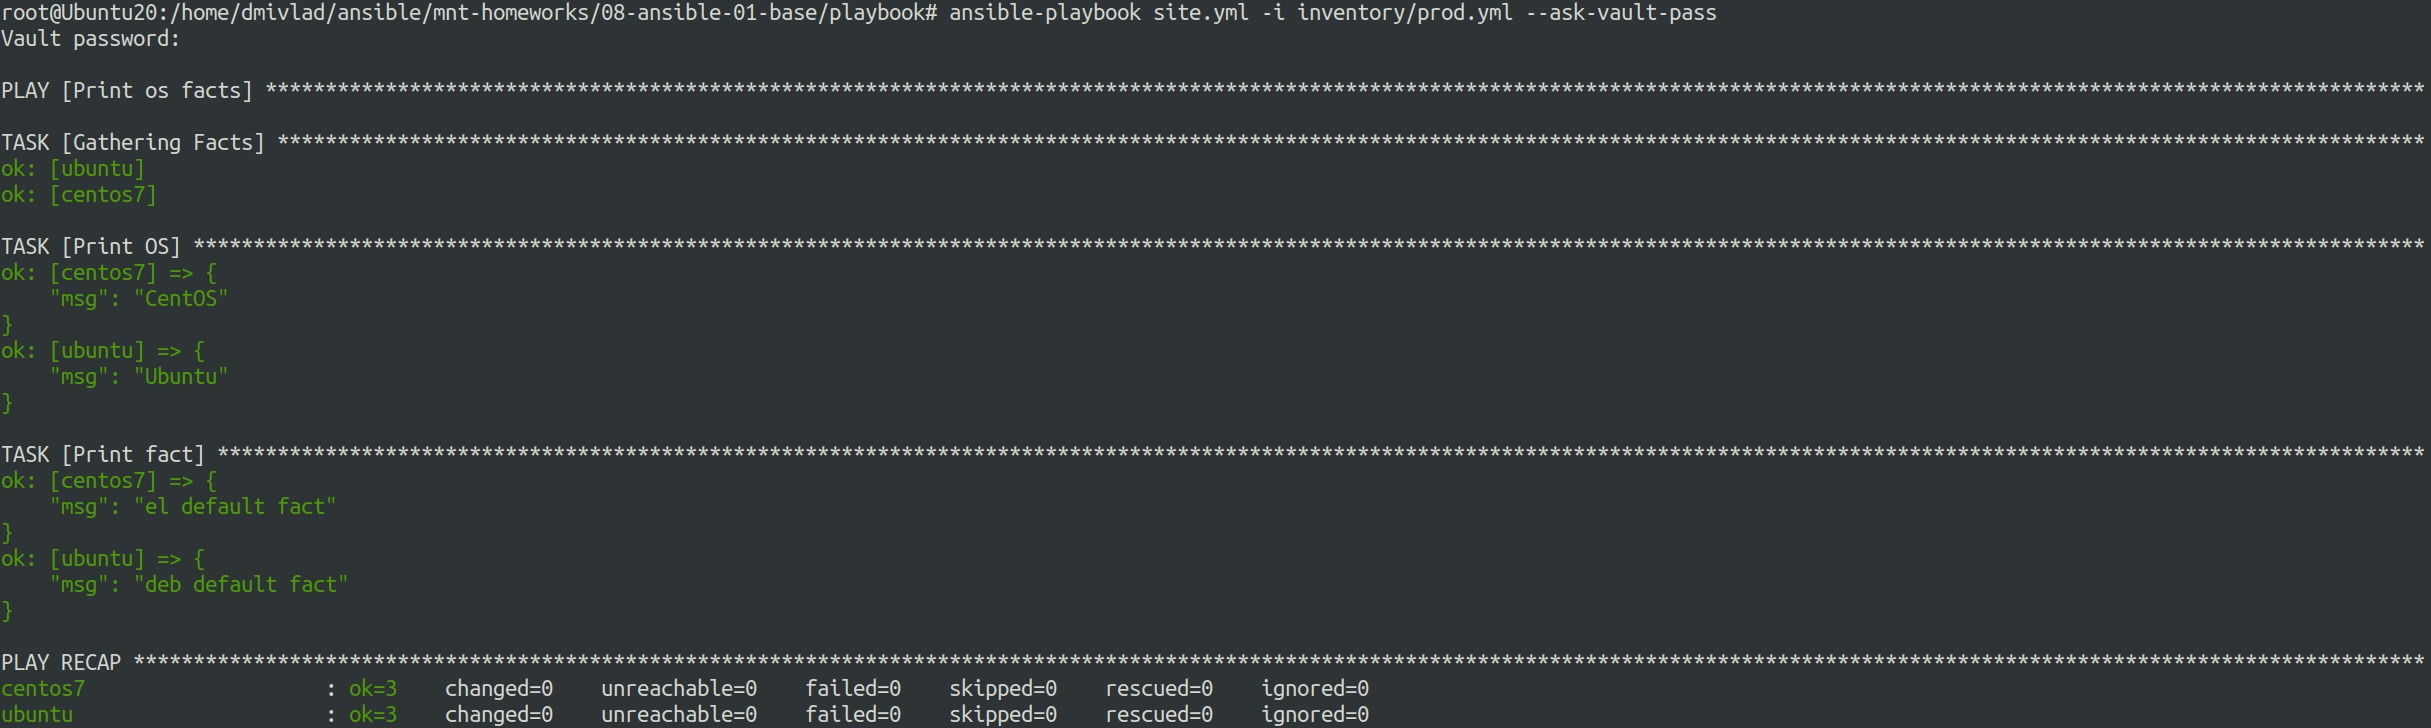 root@Ubuntu20:/home/dmivlad/ansible/mnt-homeworks/08-ansible-01-base/playbook# ansible-playbook site.yml -i inventory/prod.yml --ask-vault-pass
Vault password:
PLAY [Print os facts] ************************************************************************************************************************************************************************************
TASK [Gathering Facts] ***********************************************************************************************************************************************************************************
ok: [ubuntu]
ok: [centos7]
TASK [Print OS] ******************************************************************************************************************************************************************************************
ok: [centos7] => {
    "msg": "CentOS"
}
ok: [ubuntu] => {
    "msg": "Ubuntu"
}
TASK [Print fact] ****************************************************************************************************************************************************************************************
ok: [centos7] => {
    "msg": "el default fact"
}
ok: [ubuntu] => {
    "msg": "deb default fact"
}
PLAY RECAP ***********************************************************************************************************************************************************************************************
centos7                    : ok=3    changed=0    unreachable=0    failed=0    skipped=0    rescued=0    ignored=0
ubuntu                     : ok=3    changed=0    unreachable=0    failed=0    skipped=0    rescued=0    ignored=0